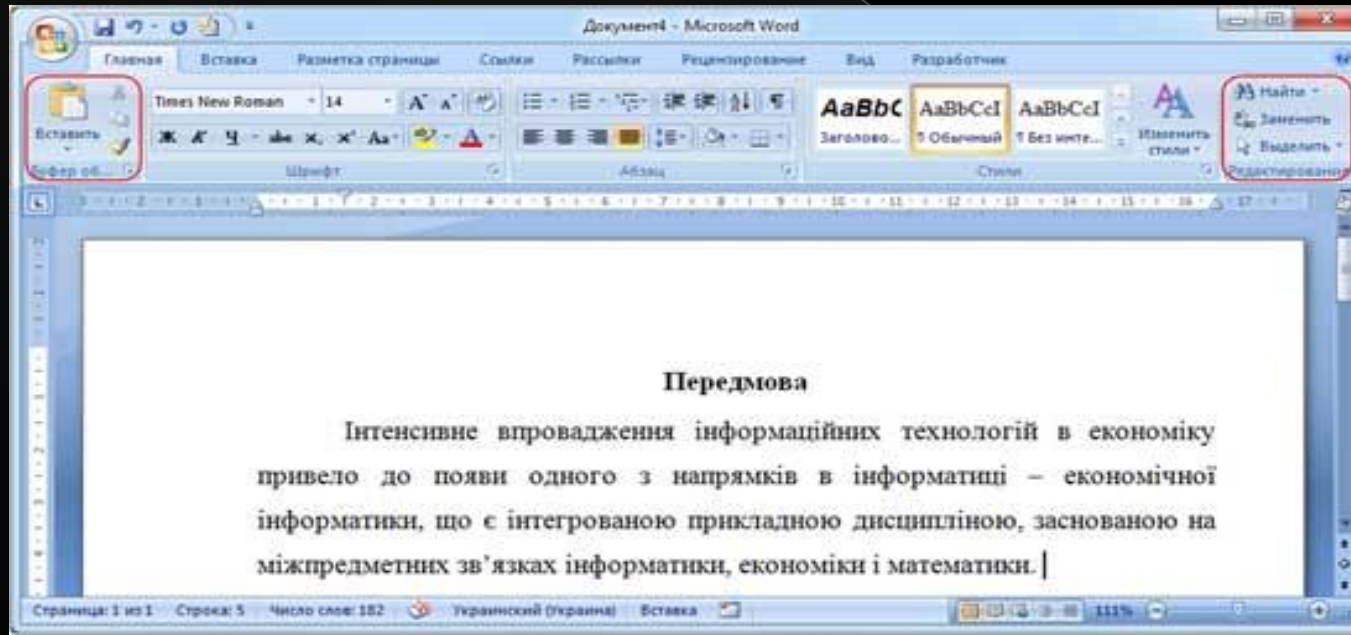 Документ4 - Microsoft Word
Главная Вставка Разметка страницы Ссылки Рассылки Рецензирование Вид Разработчик
Times New Roman 14 Найти
Вставить Ж К Ч abc AaBbC AaBbCcI AaBbCcI Заменить
Заголово... Обычный Без инте... Изменить стили Выделить
Буфер об... Шрифт Абзац Стили Редактирование
Передмова
Інтенсивне впровадження інформаційних технологій в економіку
привело до появи одного з напрямків в інформатиці – економічної
інформатики, що є інтегрованою прикладною дисципліною, заснованою на
міжпредметних зв’язках інформатики, економіки і математики.
Страница: 1 из 1 Строка: 5 Число слов: 182 Украинский (Украина) Вставка 111%